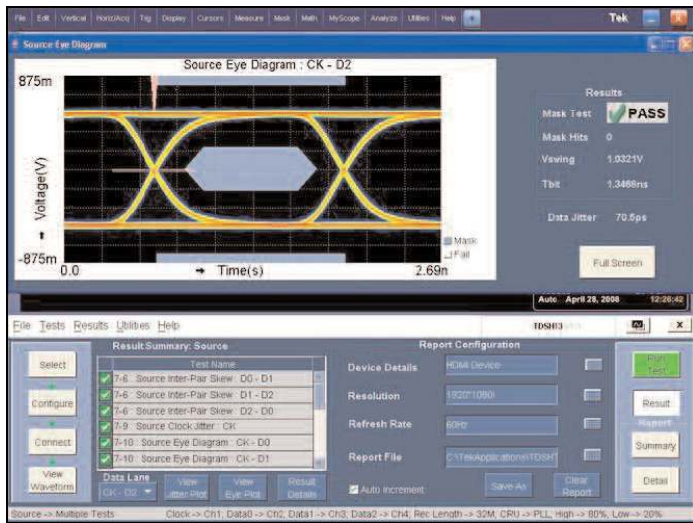 File Edit Vertical Horiz/Acq Trig Display Cursors Measure Mask Math MyScope Analyze Utilities Help Tek
Source Eye Diagram
Source Eye Diagram : CK - D2
875m
Voltage(V)
-875m
0.0
Time(s)
2.69n
Mask
Fail
Results
Mask Test PASS
Mask Hits 0
Vswing 1.0321V
Tbit 1.3468ns
Data Jitter 70.5ps
Full Screen
Auto April 28, 2008 12:26:42
File Tests Results Utilities Help
x
Select
Configure
Connect
View Waveform
Result Summary: Source
Test Name
7-6 : Source Inter-Pair Skew : D0 - D1
7-6 : Source Inter-Pair Skew : D1 - D2
7-6 : Source Inter-Pair Skew : D2 - D0
7-9 : Source Clock Jitter : CK
7-10 : Source Eye Diagram : CK - D0
7-10 : Source Eye Diagram : CK - D1
Data Lane
CK - D2
View Jitter Plot
View Eye Plot
Result Details
Report Configuration
Device Details HDMI Device
Resolution 1920*1080i
Refresh Rate 60Hz
Report File C:\TekApplications\TDSHT
Auto Increment
Save As
Clear Report
Run Test
Result
Report
Summary
Detail
Source -> Multiple Tests Clock -> Ch1, Data0 -> Ch2, Data1 -> Ch3, Data2 -> Ch4, Rec Length -> 32M, CRU -> PLL, High -> 80%, Low -> 20%